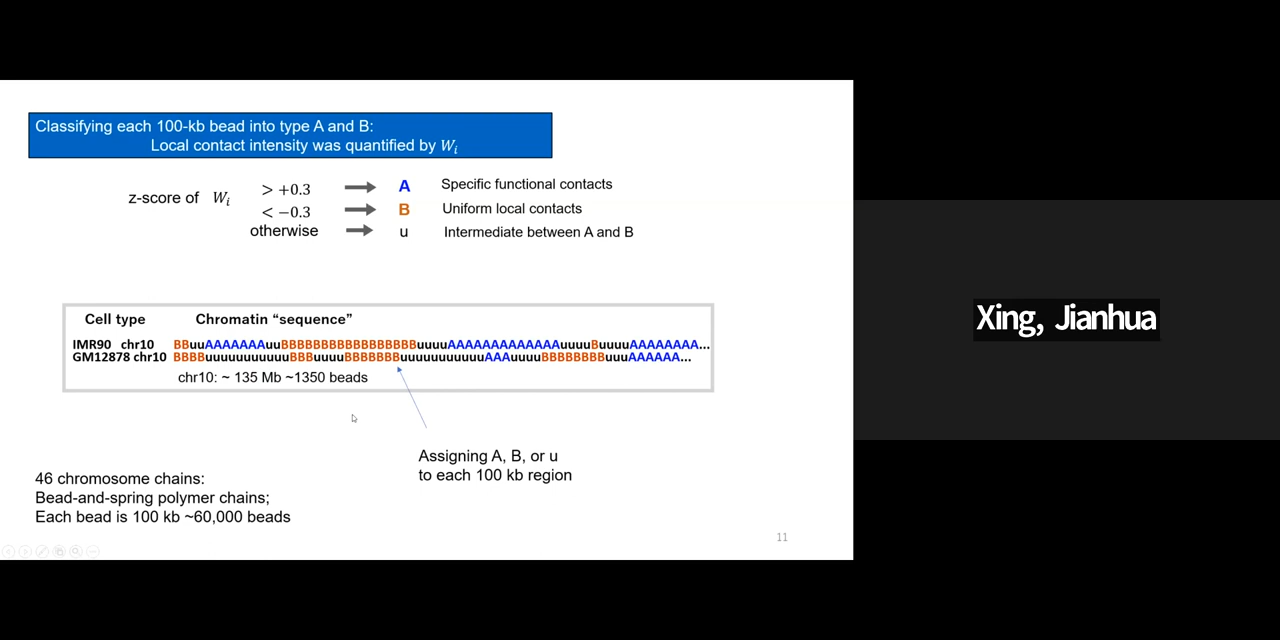 Classifying each 100-kb bead into type A and B:
Local contact intensity was quantified by Wᵢ
z-score of Wᵢ
> +0.3 A Specific functional contacts
< −0.3 B Uniform local contacts
otherwise u Intermediate between A and B
Cell type Chromatin “sequence”
IMR90 chr10 BBuuAAAAAAAuuBBBBBBBBBBBBBBBBBuuuuAAAAAAAAAAAAAAuuuuBuuuuAAAAAAAAA...
GM12878 chr10 BBBBuuuuuuuuuuuBBBuuuuBBBBBBBuuuuuuuuuuuAAAuuuuBBBBBBBBuuuAAAAAA...
chr10: ~ 135 Mb ~1350 beads
Assigning A, B, or u
to each 100 kb region
46 chromosome chains:
Bead-and-spring polymer chains;
Each bead is 100 kb ~60,000 beads
11
Xing, Jianhua